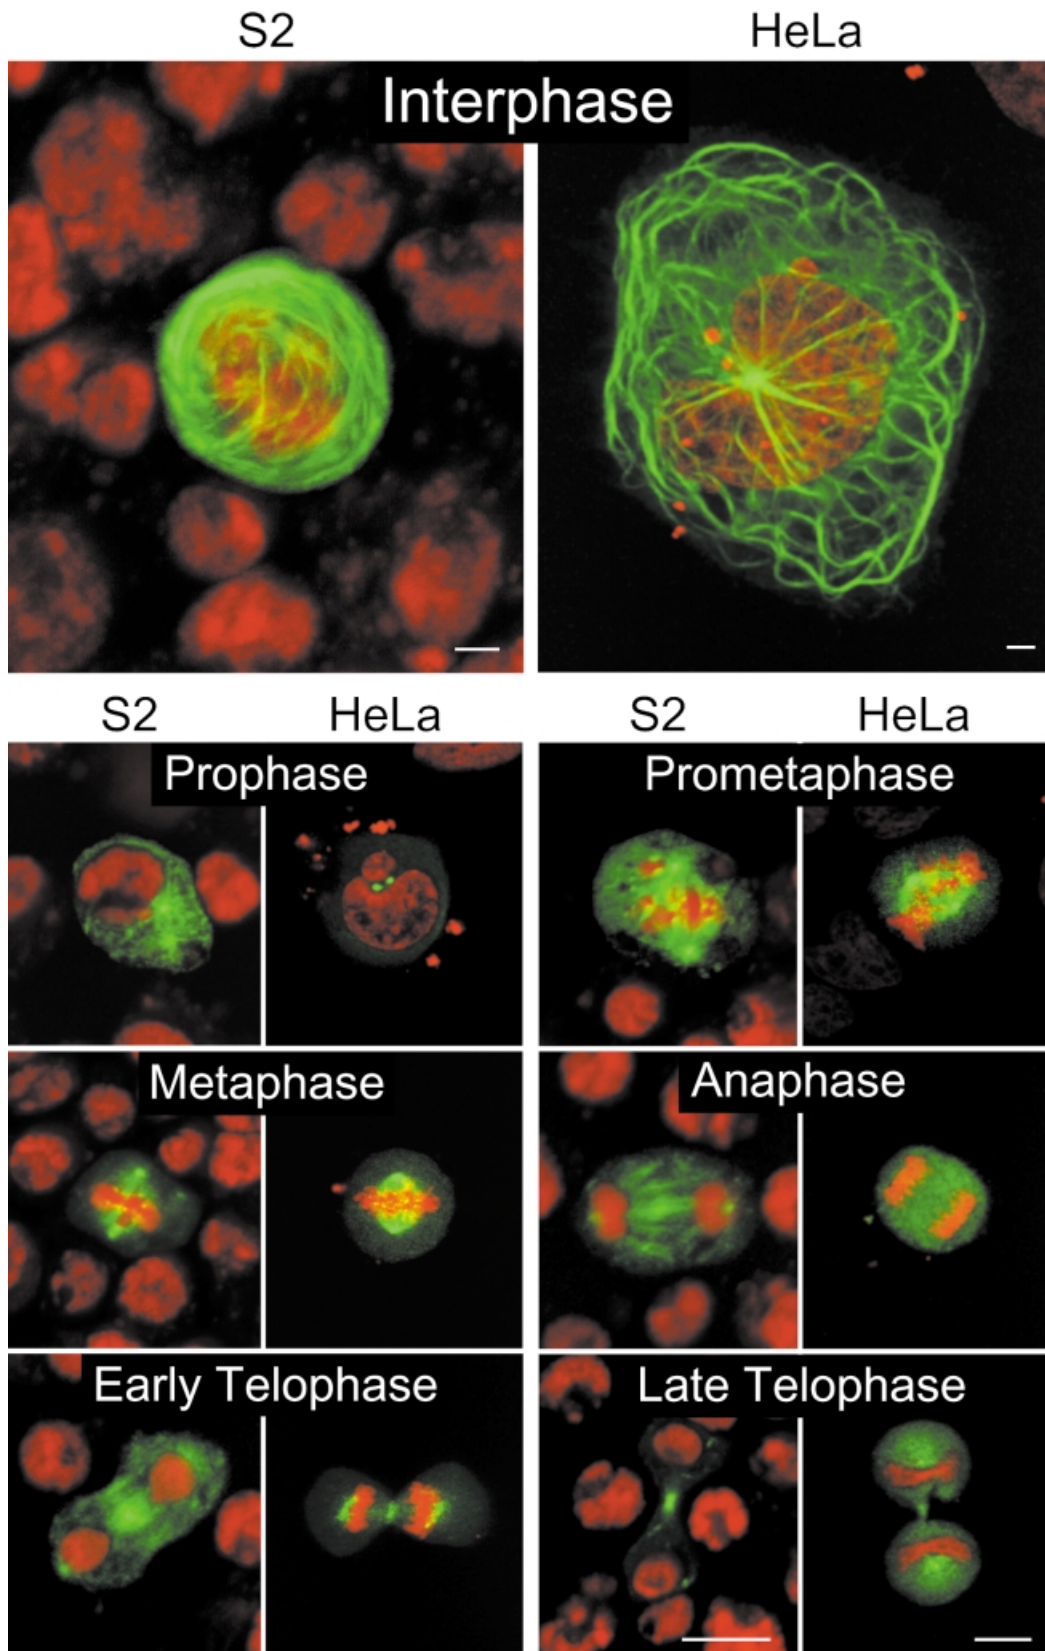 S2 HeLa
Interphase
S2 HeLa S2 HeLa
Prophase Prometaphase
Metaphase Anaphase
Early Telophase Late Telophase